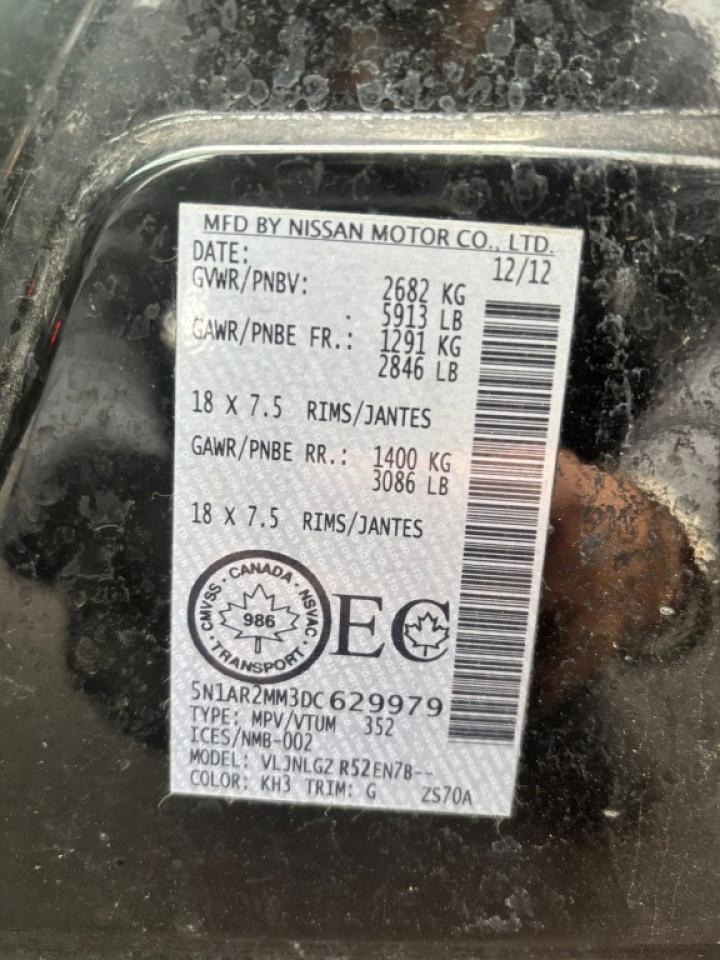 MFD BY NISSAN MOTOR CO., LTD.
DATE: 12/12
GVWR/PNBV: 2682 KG
5913 LB
GAWR/PNBE FR.: 1291 KG
2846 LB
18 X 7.5 RIMS/JANTES
GAWR/PNBE RR.: 1400 KG
3086 LB
18 X 7.5 RIMS/JANTES
CANADA · NSVAC · TRANSPORT · CMVSS ·
986
EC
5N1AR2MM3DC629979
TYPE: MPV/VTUM 352
ICES/NMB-002
MODEL: VLJNLGZ R52EN7B--
COLOR: KH3 TRIM: G ZS70A